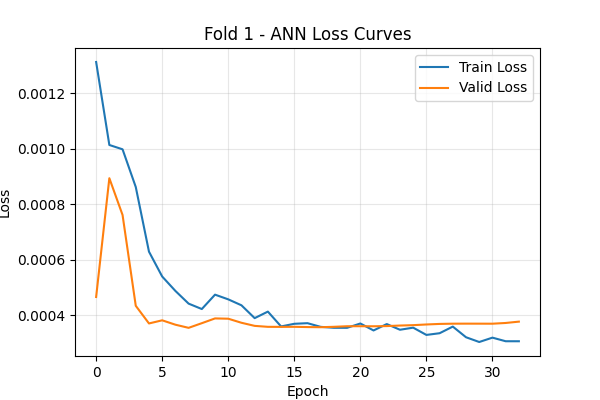 Fold 1 - ANN Loss Curves
Train Loss
Valid Loss
0.0012
0.0010
0.0008
0.0006
0.0004
Loss
0 5 10 15 20 25 30
Epoch